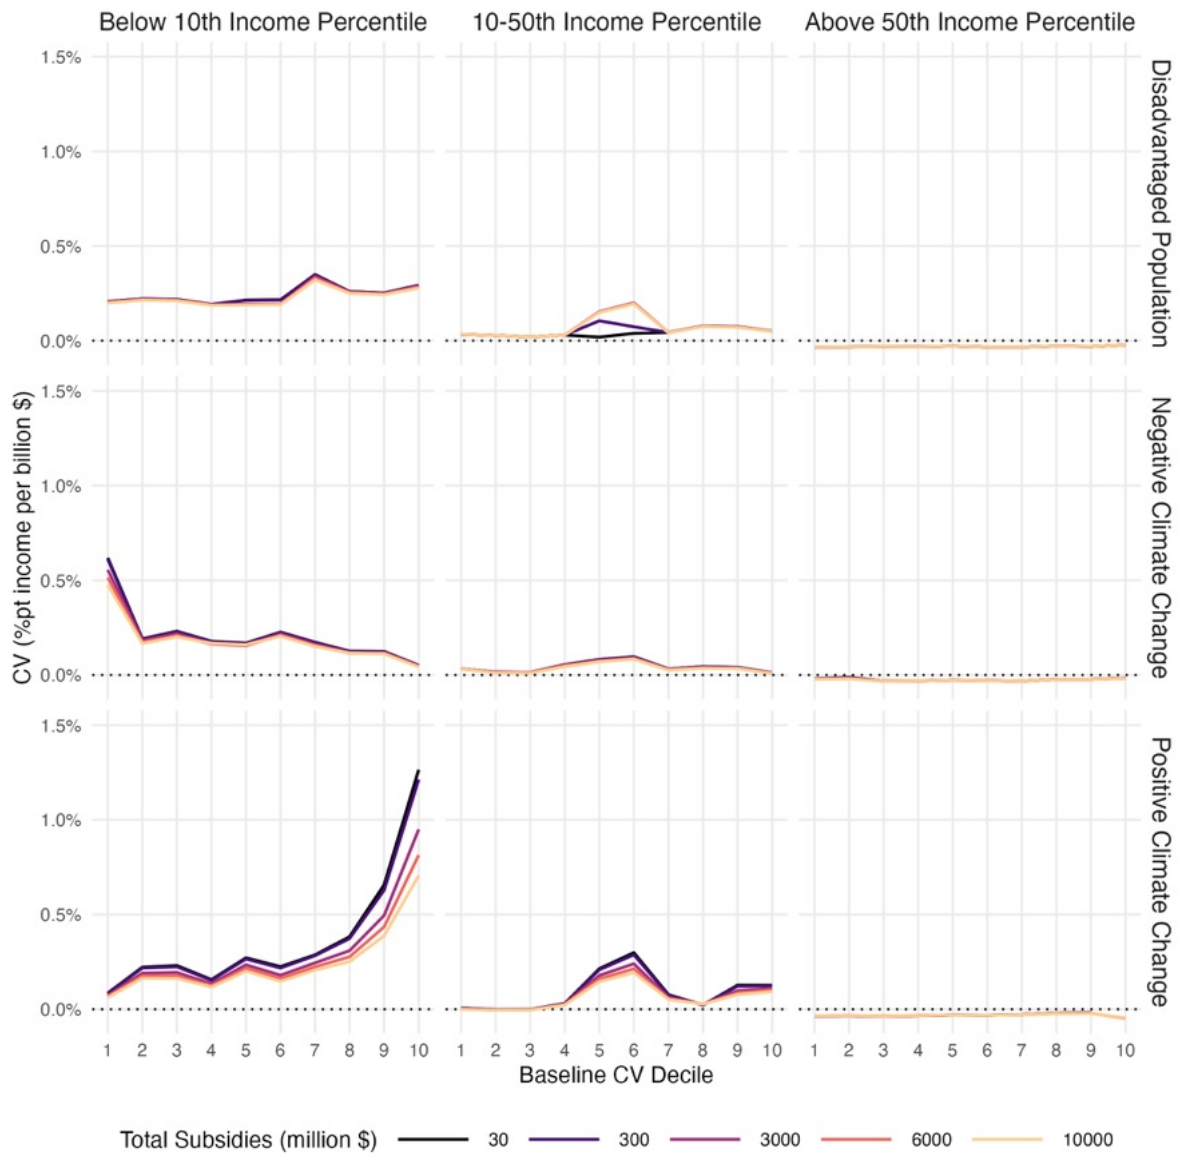 Below 10th Income Percentile
10-50th Income Percentile
Above 50th Income Percentile
1.5%
1.0%
0.5%
0.0%
Disadvantaged Population
1.5%
1.0%
0.5%
0.0%
Negative Climate Change
1.5%
1.0%
0.5%
0.0%
Positive Climate Change
CV (%pt income per billion $)
1 2 3 4 5 6 7 8 9 10
1 2 3 4 5 6 7 8 9 10
1 2 3 4 5 6 7 8 9 10
Baseline CV Decile
Total Subsidies (million $) 30 300 3000 6000 10000